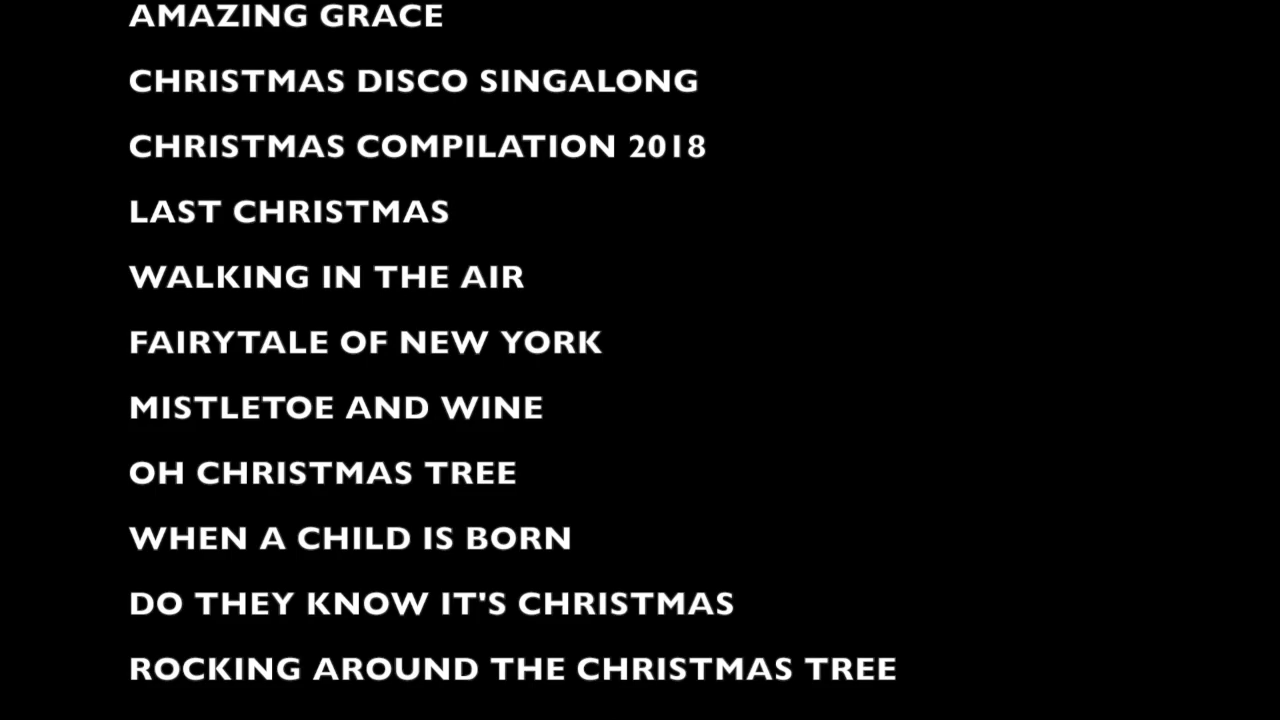 AMAZING GRACE
CHRISTMAS DISCO SINGALONG
CHRISTMAS COMPILATION 2018
LAST CHRISTMAS
WALKING IN THE AIR
FAIRYTALE OF NEW YORK
MISTLETOE AND WINE
OH CHRISTMAS TREE
WHEN A CHILD IS BORN
DO THEY KNOW IT'S CHRISTMAS
ROCKING AROUND THE CHRISTMAS TREE